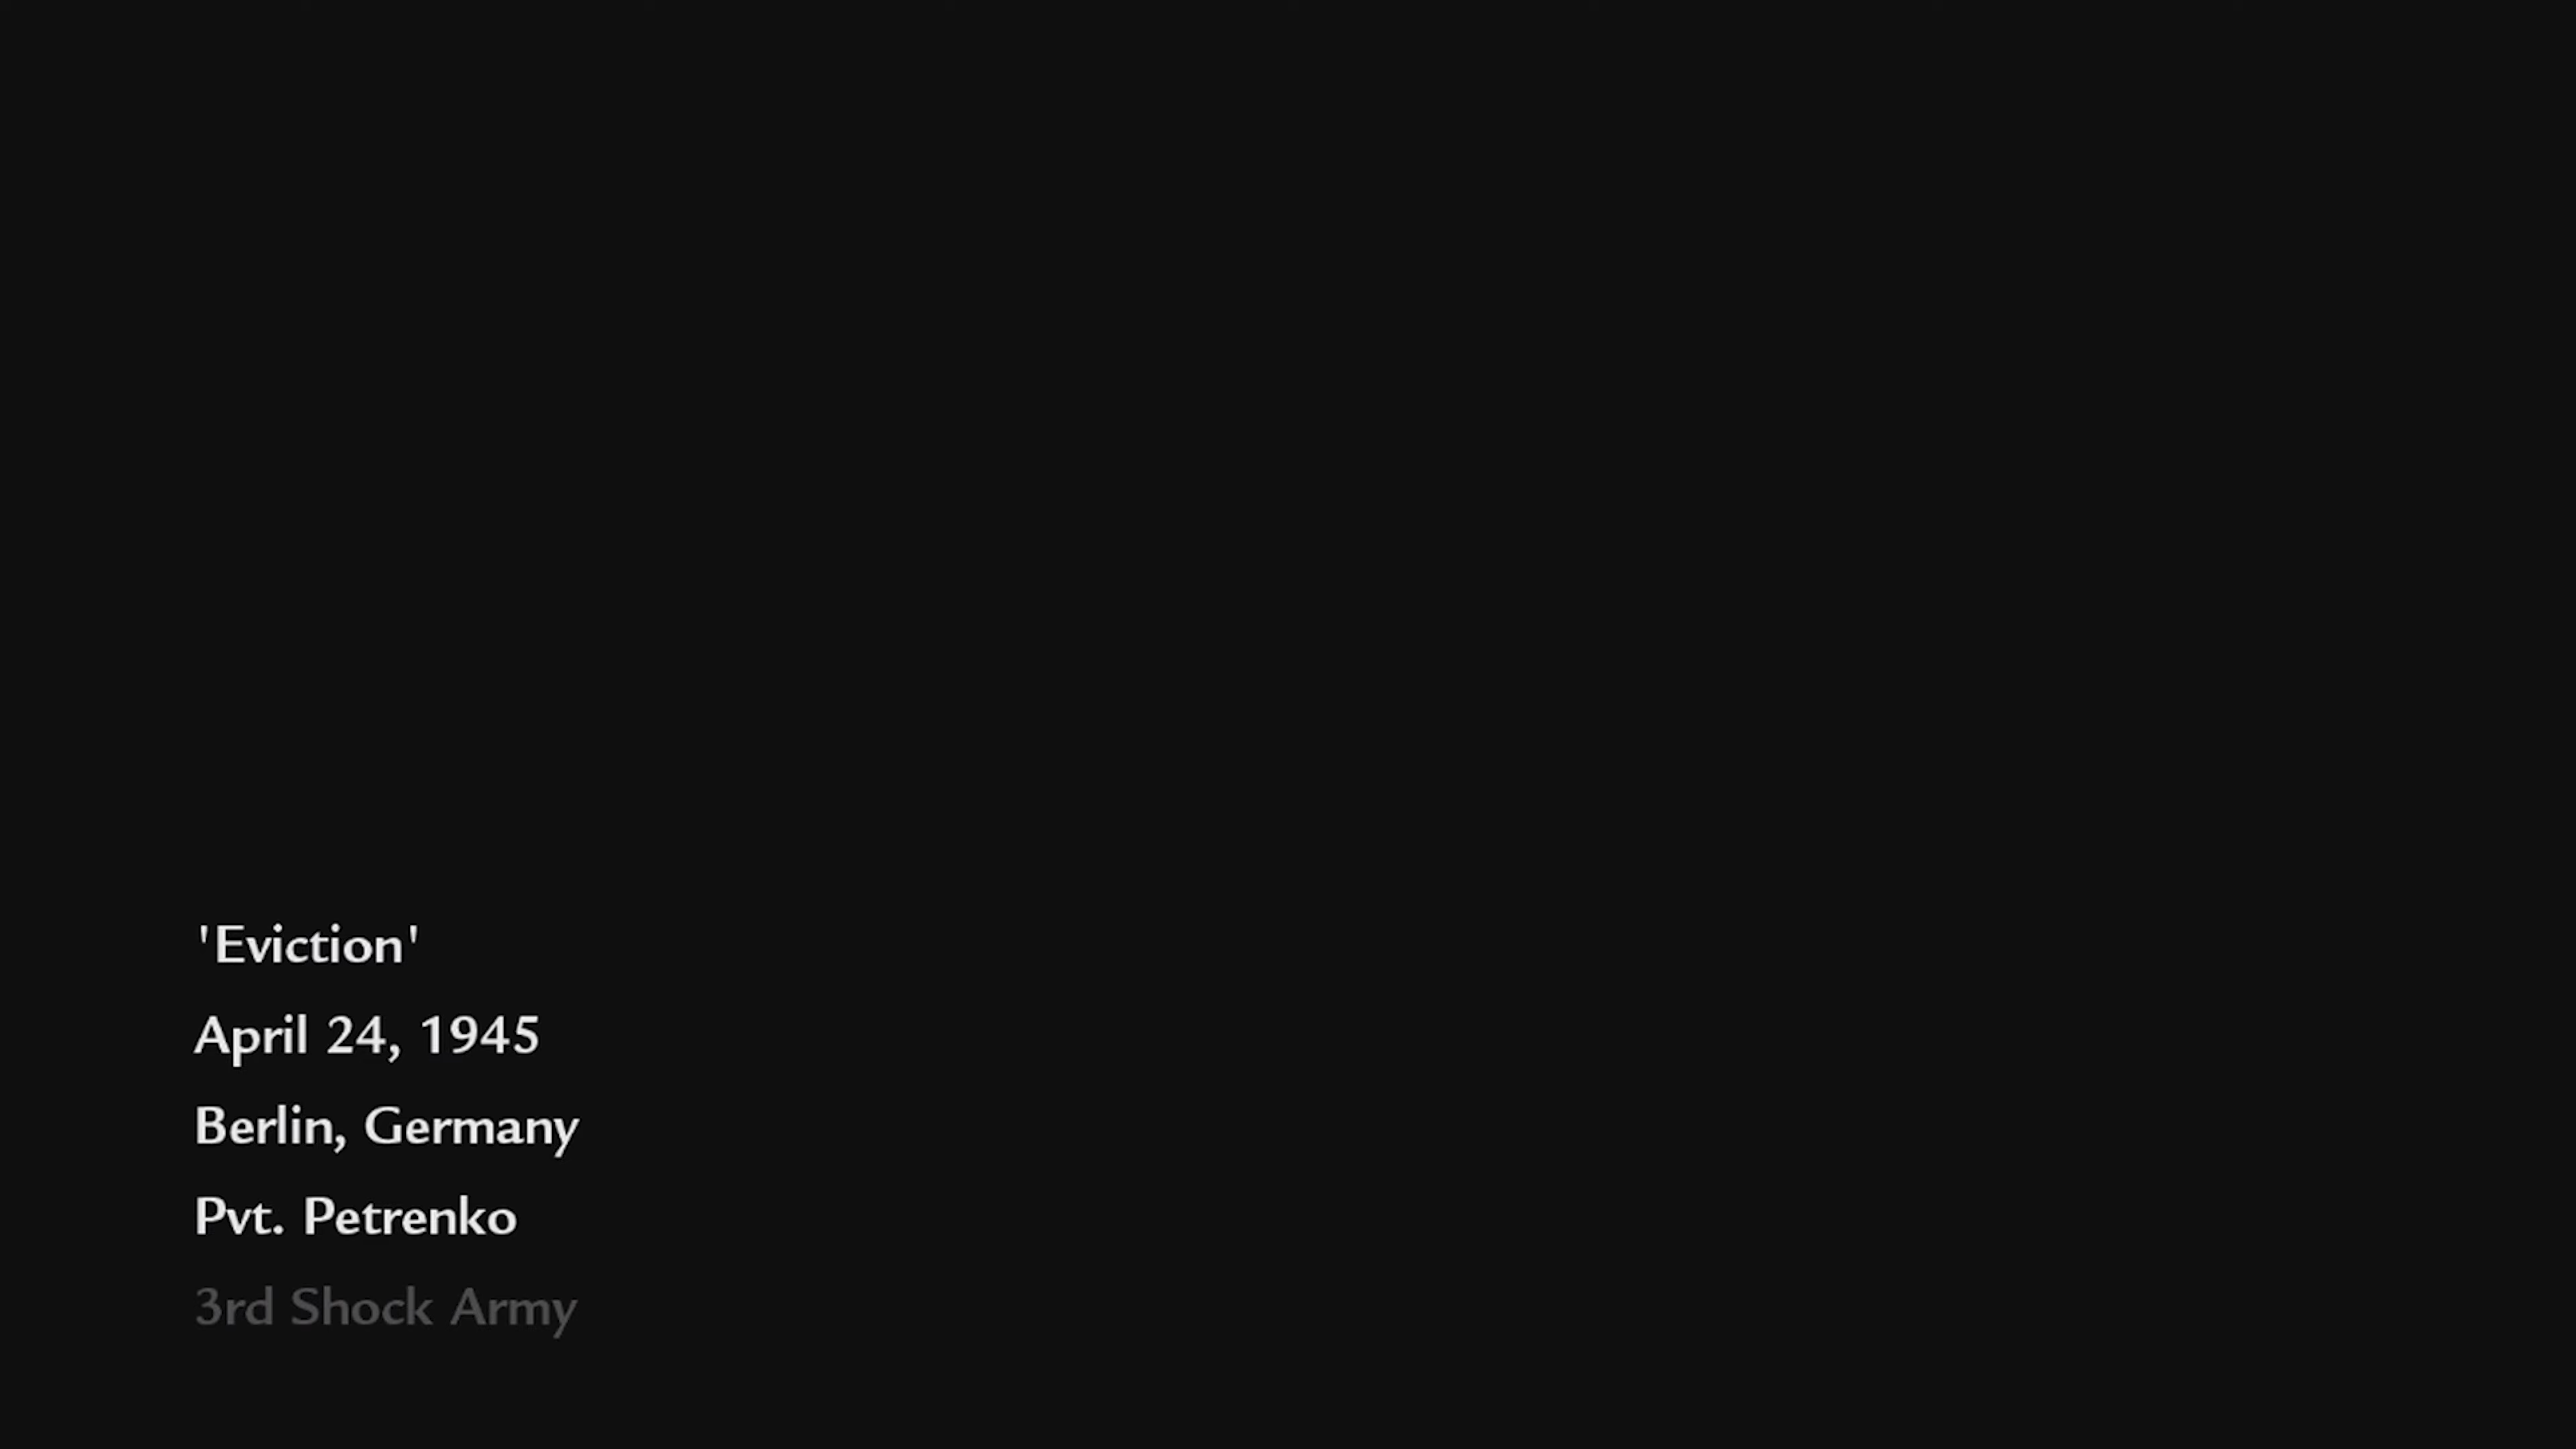 'Eviction'
April 24, 1945
Berlin, Germany
Pvt. Petrenko
3rd Shock Army